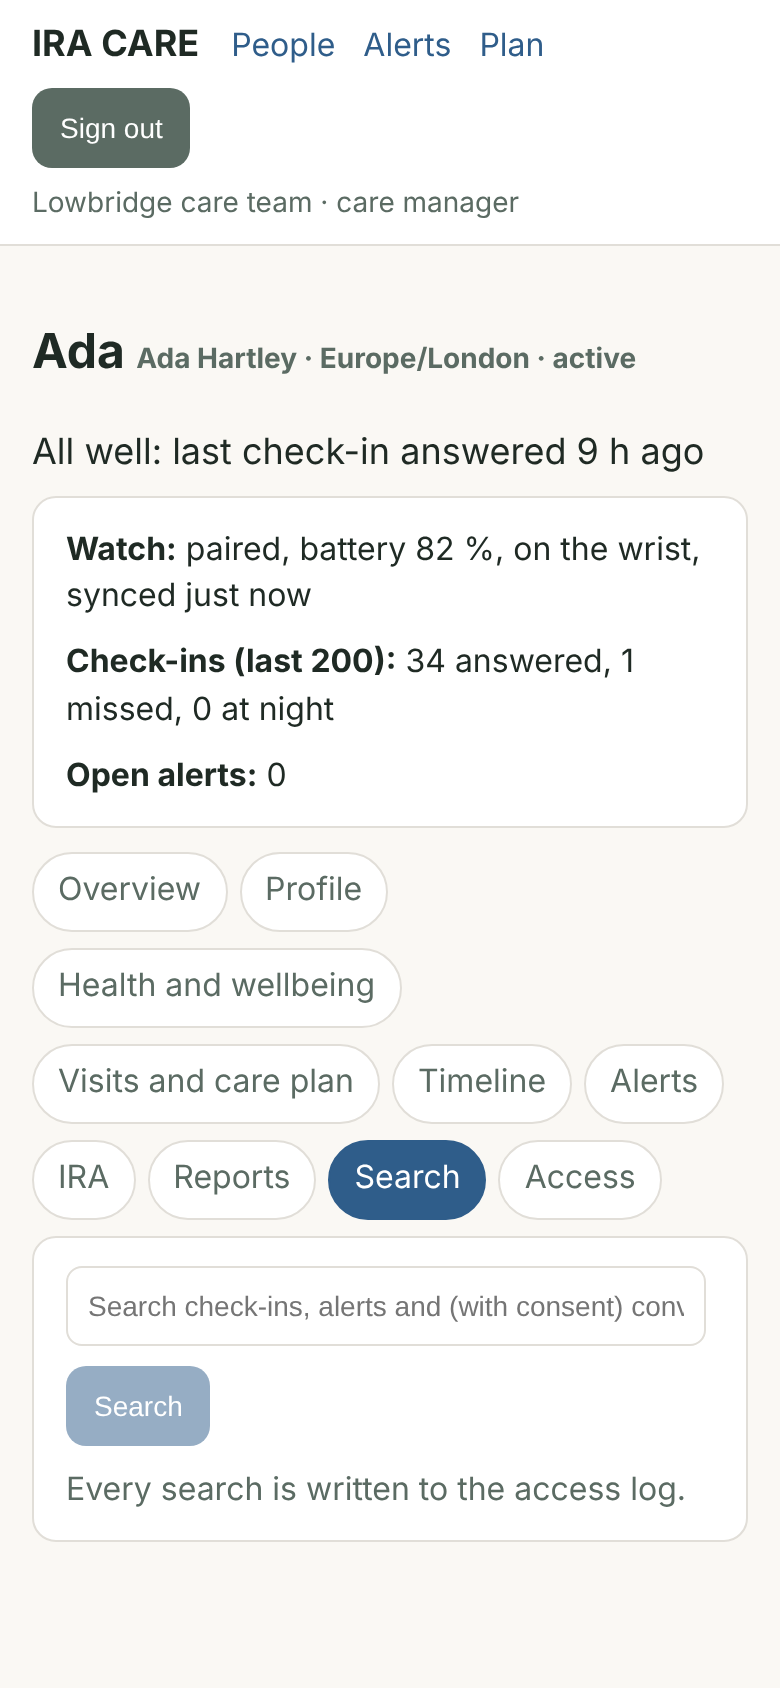 IRA CARE People Alerts Plan
Sign out
Lowbridge care team · care manager
Ada Ada Hartley · Europe/London · active
All well: last check-in answered 9 h ago
Watch: paired, battery 82 %, on the wrist,
synced just now
Check-ins (last 200): 34 answered, 1
missed, 0 at night
Open alerts: 0
Overview Profile
Health and wellbeing
Visits and care plan Timeline Alerts
IRA Reports Search Access
Search check-ins, alerts and (with consent)
Search
Every search is written to the access log.